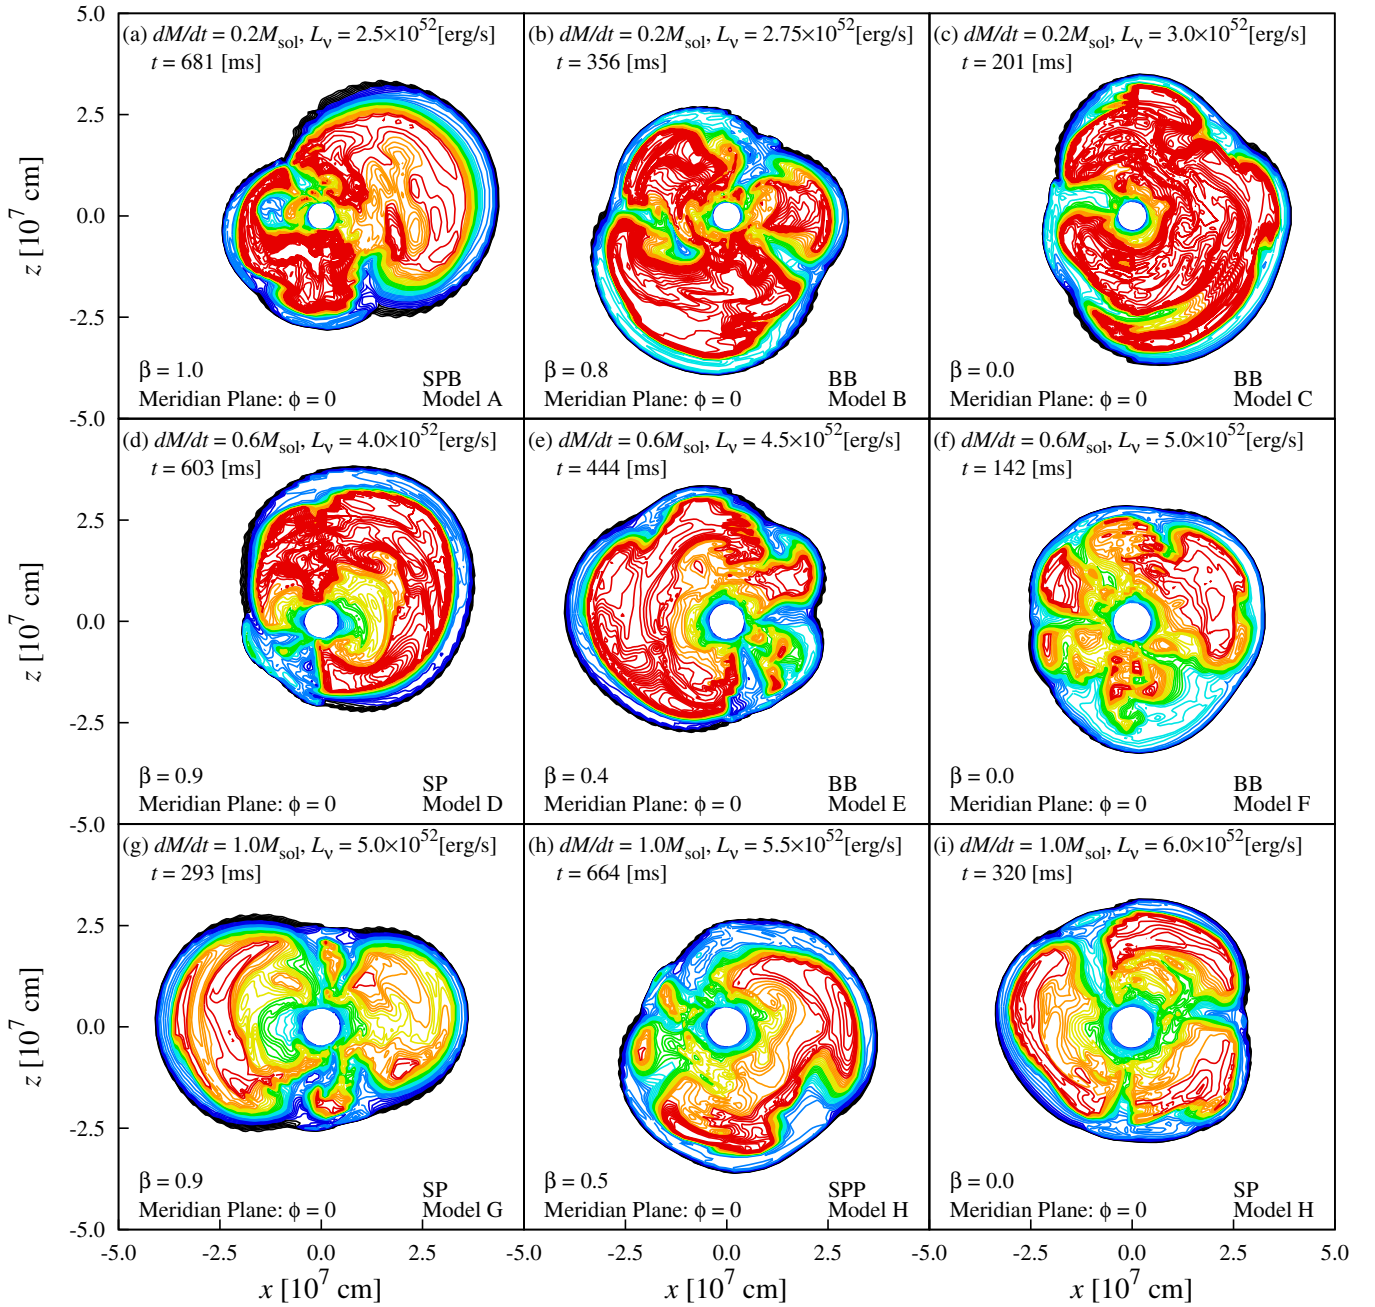 (a) dM/dt = 0.2M_sol, L_ν = 2.5×10^52[erg/s]
t = 681 [ms]
β = 1.0
SPB
Meridian Plane: ϕ = 0
Model A
(b) dM/dt = 0.2M_sol, L_ν = 2.75×10^52[erg/s]
t = 356 [ms]
β = 0.8
BB
Meridian Plane: ϕ = 0
Model B
(c) dM/dt = 0.2M_sol, L_ν = 3.0×10^52[erg/s]
t = 201 [ms]
β = 0.0
BB
Meridian Plane: ϕ = 0
Model C
5.0
2.5
0.0
-2.5
-5.0
z [10^7 cm]
(d) dM/dt = 0.6M_sol, L_ν = 4.0×10^52[erg/s]
t = 603 [ms]
β = 0.9
SP
Meridian Plane: ϕ = 0
Model D
(e) dM/dt = 0.6M_sol, L_ν = 4.5×10^52[erg/s]
t = 444 [ms]
β = 0.4
BB
Meridian Plane: ϕ = 0
Model E
(f) dM/dt = 0.6M_sol, L_ν = 5.0×10^52[erg/s]
t = 142 [ms]
β = 0.0
BB
Meridian Plane: ϕ = 0
Model F
2.5
0.0
-2.5
-5.0
z [10^7 cm]
(g) dM/dt = 1.0M_sol, L_ν = 5.0×10^52[erg/s]
t = 293 [ms]
β = 0.9
SP
Meridian Plane: ϕ = 0
Model G
(h) dM/dt = 1.0M_sol, L_ν = 5.5×10^52[erg/s]
t = 664 [ms]
β = 0.5
SPP
Meridian Plane: ϕ = 0
Model H
(i) dM/dt = 1.0M_sol, L_ν = 6.0×10^52[erg/s]
t = 320 [ms]
β = 0.0
SP
Meridian Plane: ϕ = 0
Model H
2.5
0.0
-2.5
-5.0
z [10^7 cm]
-5.0 -2.5 0.0 2.5 -5.0 -2.5 0.0 2.5 -5.0 -2.5 0.0 2.5 5.0
x [10^7 cm] x [10^7 cm] x [10^7 cm]